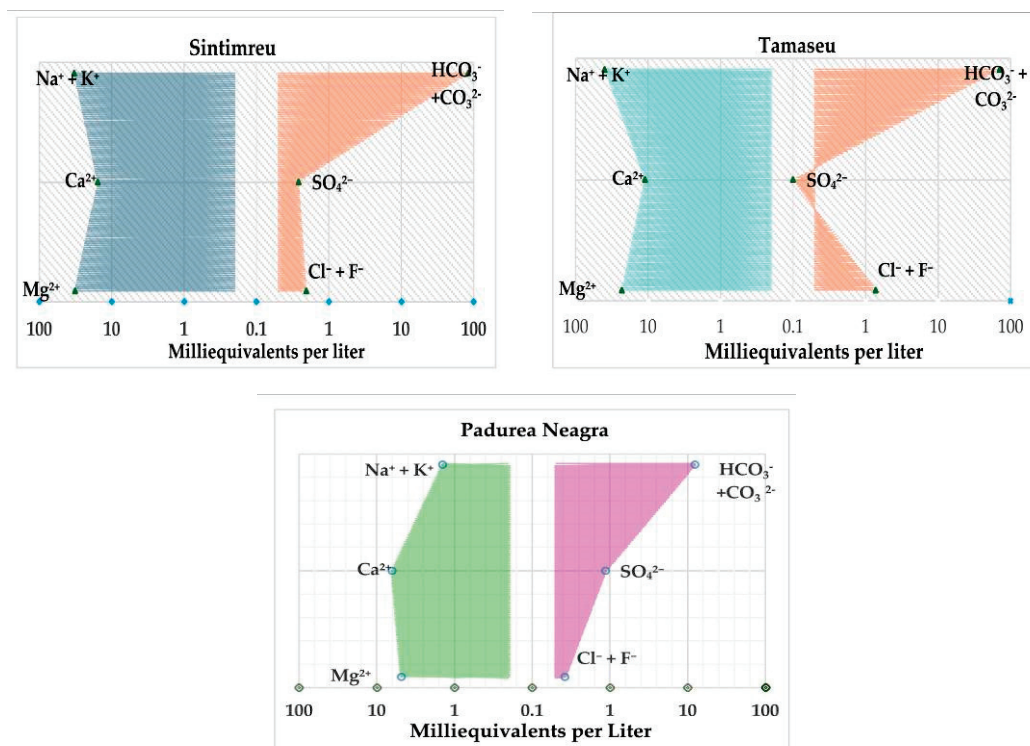 Sintimreu
Na⁺ + K⁺
HCO₃⁻
+CO₃²⁻
Ca²⁺
SO₄²⁻
Cl⁻ + F⁻
Mg²⁺
100 10 1 0.1 1 10 100
Milliequivalents per liter
Tamaseu
Na⁺ + K⁺
HCO₃⁻ +
CO₃²⁻
Ca²⁺
SO₄²⁻
Cl⁻ + F⁻
Mg²⁺
100 10 1 0.1 1 10 100
Milliequivalents per liter
Padurea Neagra
Na⁺ + K⁺
HCO₃⁻
+CO₃ ²⁻
Ca²⁺
SO₄²⁻
Cl⁻ + F⁻
Mg²⁺
100 10 1 0.1 1 10 100
Milliequivalents per Liter